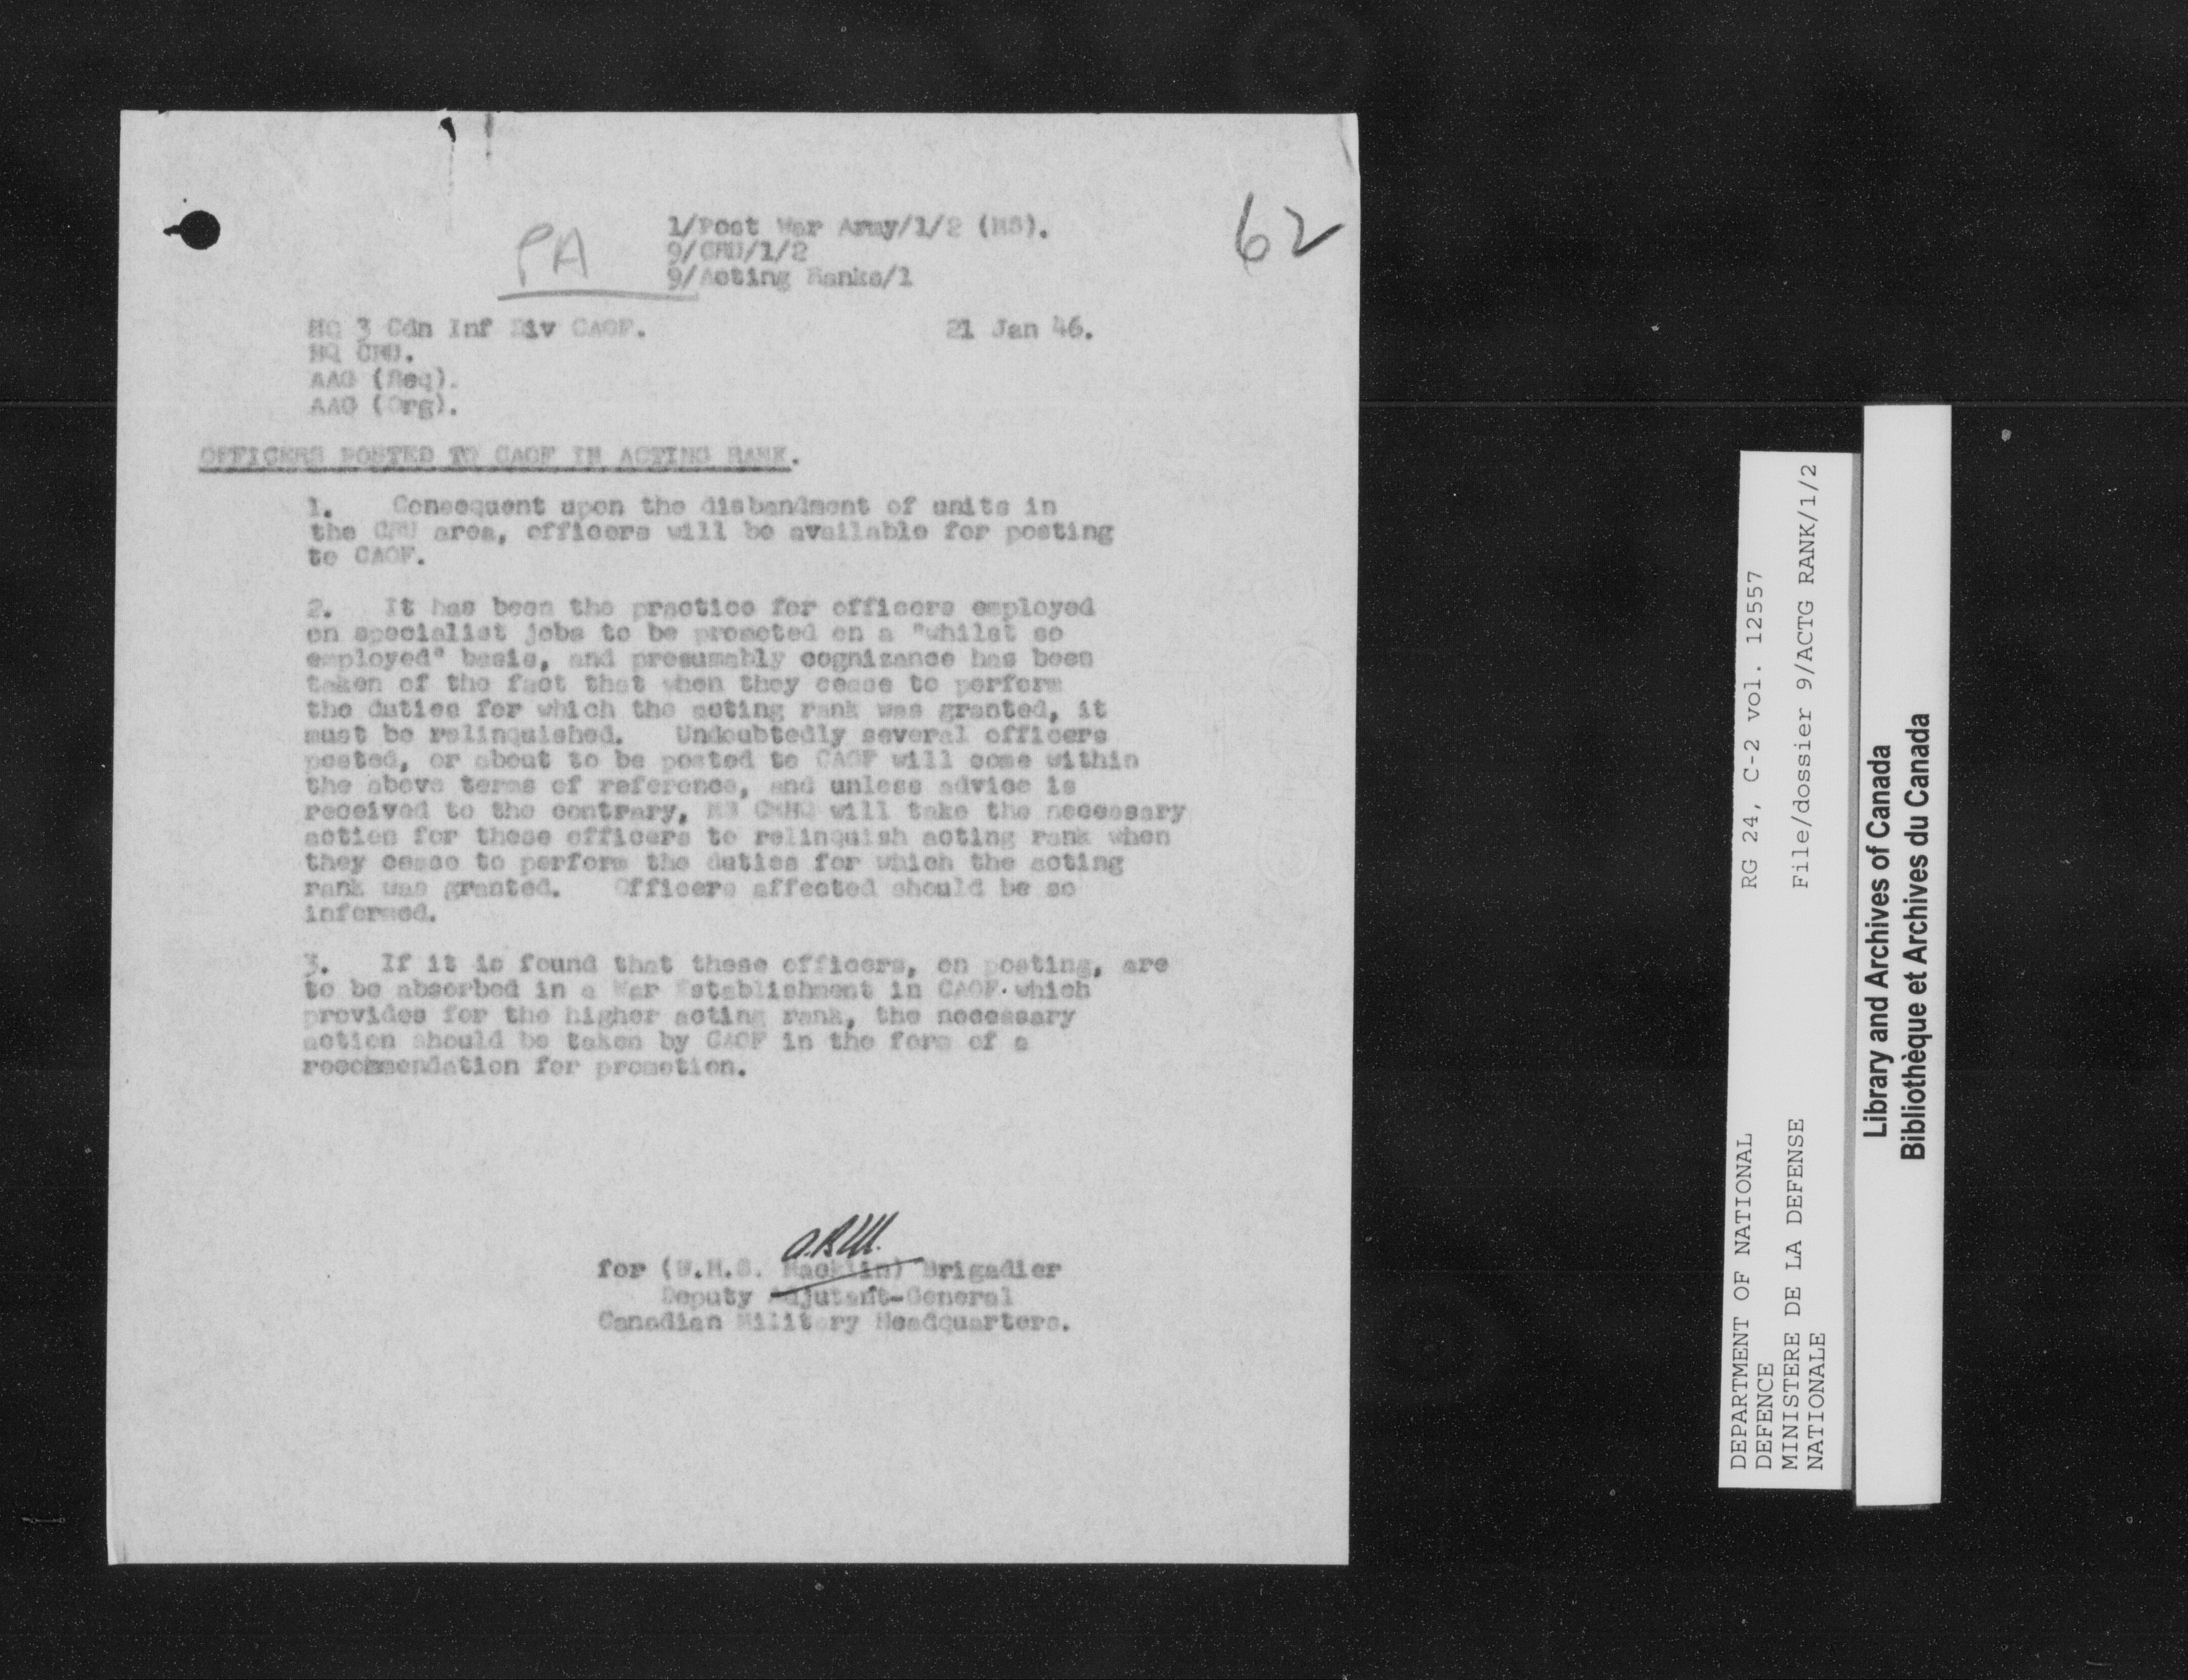 62
PA
1/Post War Army/1/2 (MS).
9/CRU/1/2
9/Acting Ranks/1
HQ 3 Cdn Inf Div CAOF.
21 Jan 46.
HQ CRU.
AAG (Req).
AAG (Org).
OFFICERS POSTED TO CAOF IN ACTING RANK.
1. Consequent upon the disbandment of units in
the CRU area, officers will be available for posting
to CAOF.
2. It has been the practice for officers employed
on specialist jobs to be promoted on a "whilst so
employed" basis, and presumably cognizance has been
taken of the fact that when they cease to perform
the duties for which the acting rank was granted, it
must be relinquished. Undoubtedly several officers
posted, or about to be posted to CAOF will come within
the above terms of reference, and unless advice is
received to the contrary, MS CMHQ will take the necessary
action for these officers to relinquish acting rank when
they cease to perform the duties for which the acting
rank was granted. Officers affected should be so
informed.
3. If it is found that these officers, on posting, are
to be absorbed in a War Establishment in CAOF which
provides for the higher acting rank, the necessary
action should be taken by CAOF in the form of a
recommendation for promotion.
for (W.H.S. Macklin) Brigadier
Deputy Adjutant-General
Canadian Military Headquarters.
DEPARTMENT OF NATIONAL
DEFENCE
MINISTERE DE LA DEFENSE
NATIONALE
RG 24, C-2 vol. 12557
File/dossier 9/ACTG RANK/1/2
Library and Archives of Canada
Bibliothèque et Archives du Canada